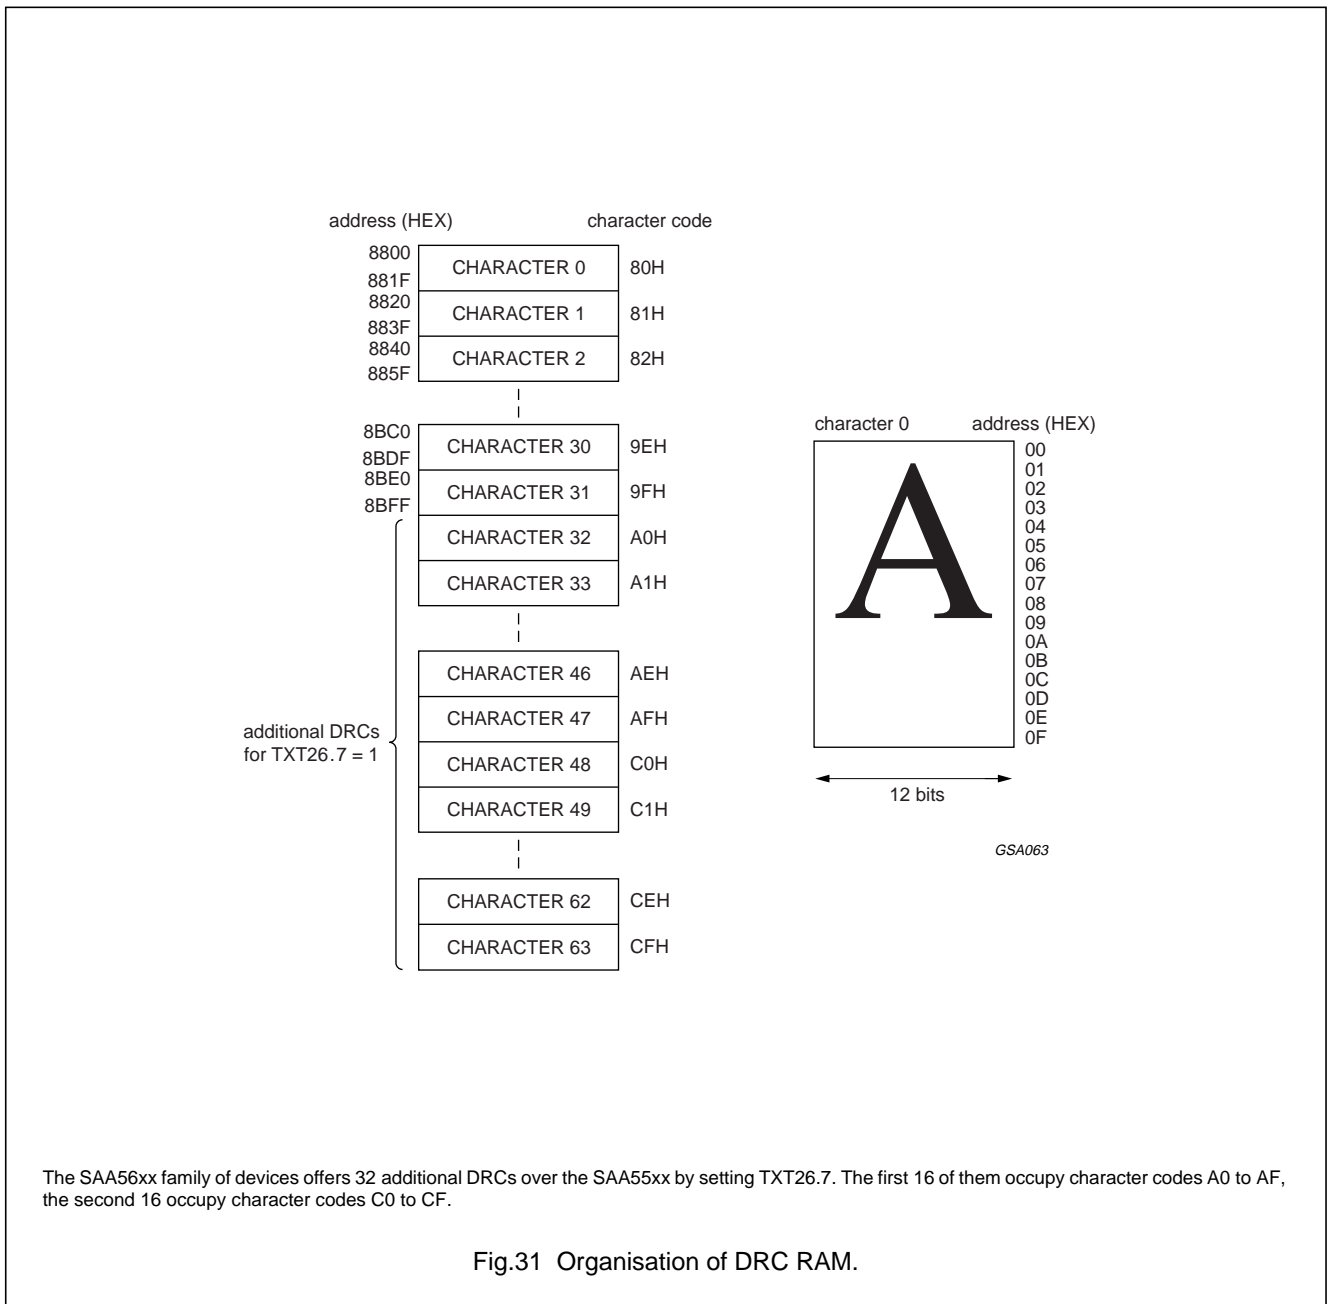 address (HEX) character code
8800
CHARACTER 0 80H
881F
8820
CHARACTER 1 81H
883F
8840
CHARACTER 2 82H
885F
8BC0
CHARACTER 30 9EH
8BDF
8BE0
CHARACTER 31 9FH
8BFF
CHARACTER 32 A0H
CHARACTER 33 A1H
CHARACTER 46 AEH
CHARACTER 47 AFH
additional DRCs
for TXT26.7 = 1
CHARACTER 48 C0H
CHARACTER 49 C1H
CHARACTER 62 CEH
CHARACTER 63 CFH
character 0 address (HEX)
A
00
01
02
03
04
05
06
07
08
09
0A
0B
0C
0D
0E
0F
12 bits
GSA063
The SAA56xx family of devices offers 32 additional DRCs over the SAA55xx by setting TXT26.7. The first 16 of them occupy character codes A0 to AF,
the second 16 occupy character codes C0 to CF.
Fig.31 Organisation of DRC RAM.